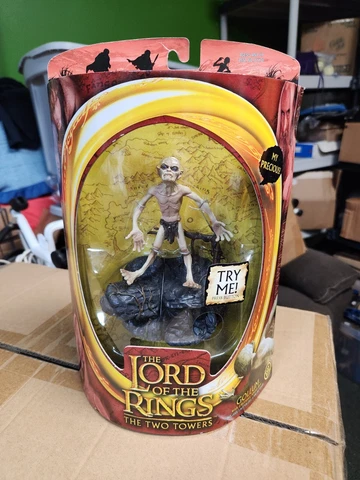 MY
PRECIOUS
TRY
ME!
THE
LORD
OF THE
RINGS
THE TWO TOWERS
GOLLUM